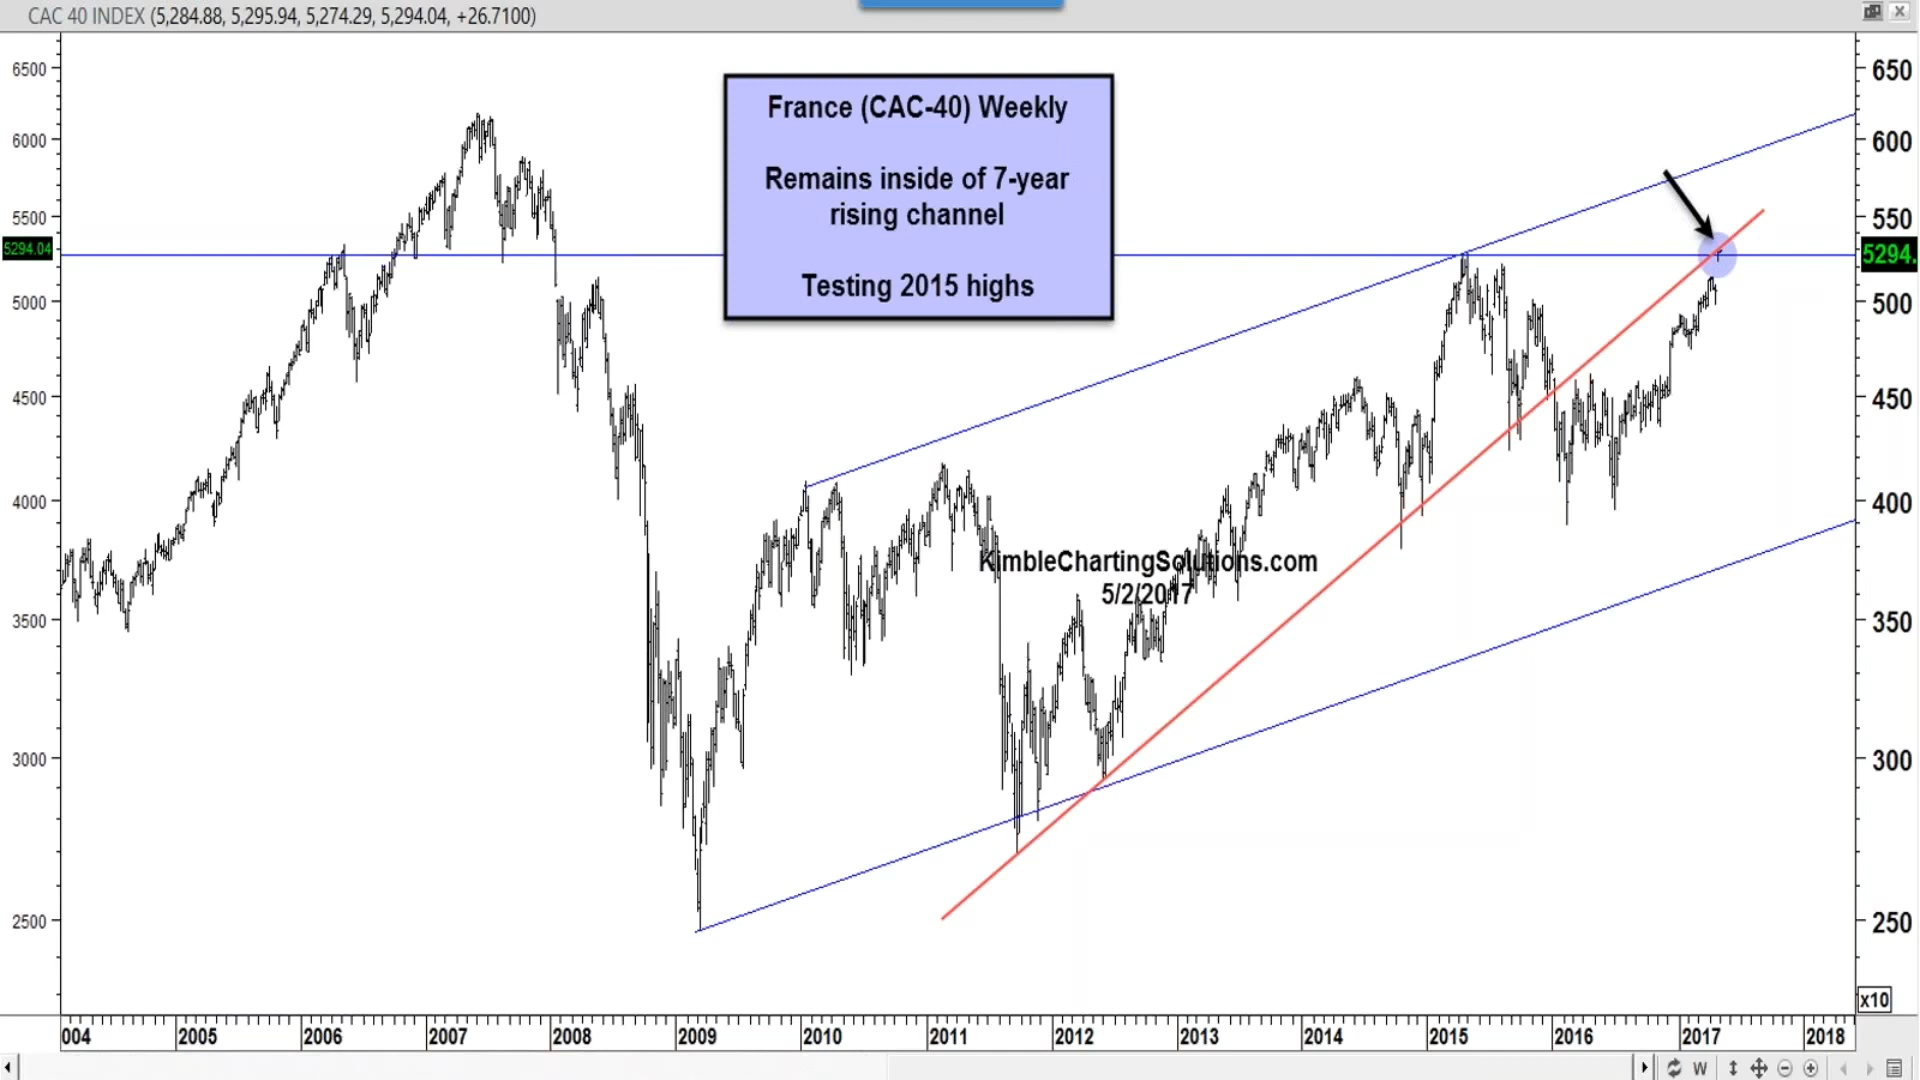 CAC 40 INDEX (5,284.88, 5,295.94, 5,274.29, 5,294.04, +26.7100)
France (CAC-40) Weekly
Remains inside of 7-year
rising channel
Testing 2015 highs
KimbleChartingSolutions.com
5/2/2017
6500
6000
5500
5294.04
5000
4500
4000
3500
3000
2500
650
600
550
5294.
500
450
400
350
300
250
x10
004 2005 2006 2007 2008 2009 2010 2011 2012 2013 2014 2015 2016 2017 2018
W